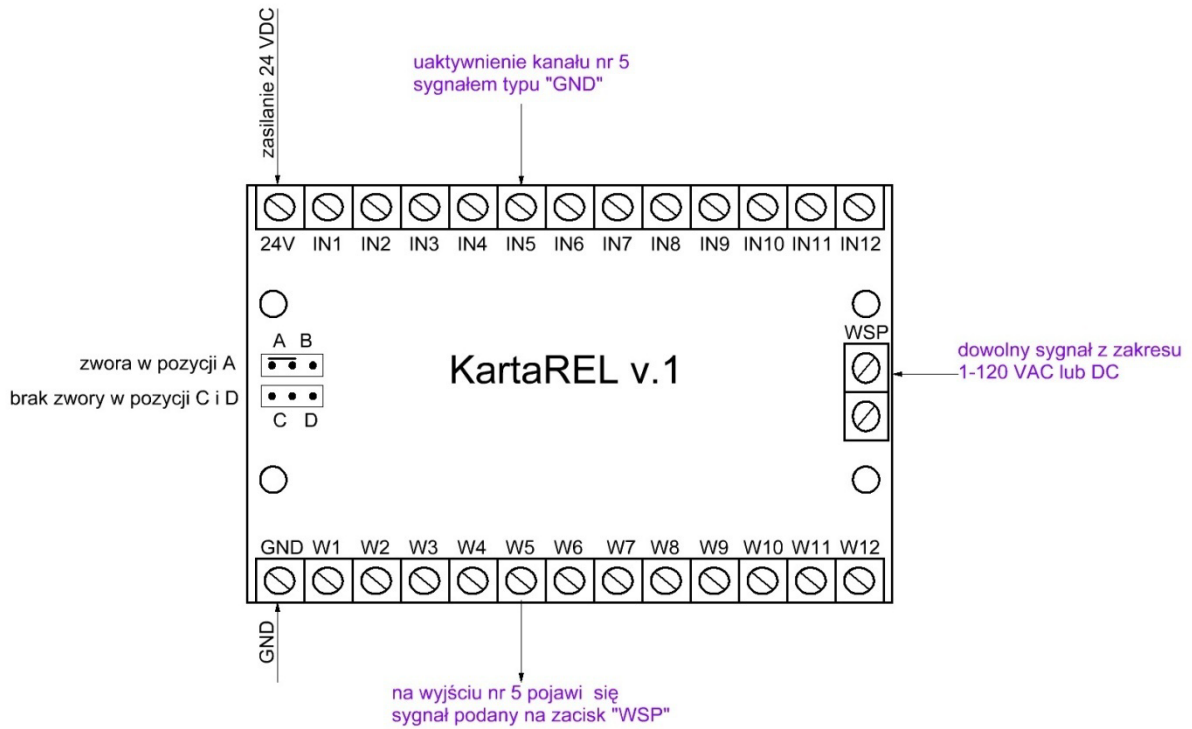 zasilanie 24 VDC
uaktywnienie kanału nr 5
sygnałem typu "GND"
24V IN1 IN2 IN3 IN4 IN5 IN6 IN7 IN8 IN9 IN10 IN11 IN12
A B
zwora w pozycji A
brak zwory w pozycji C i D
C D
KartaREL v.1
WSP
dowolny sygnał z zakresu
1-120 VAC lub DC
GND W1 W2 W3 W4 W5 W6 W7 W8 W9 W10 W11 W12
GND
na wyjściu nr 5 pojawi się
sygnał podany na zacisk "WSP"